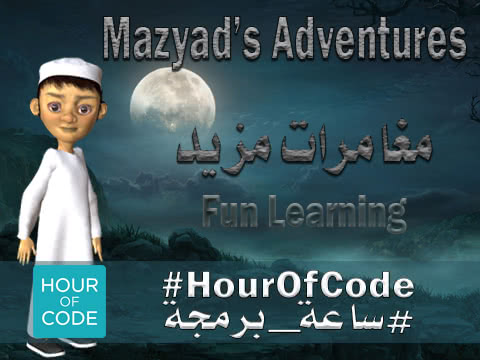 Mazyad's Adventures
مغامرات مزيد
Fun Learning
HOUR
OF
CODE
#HourOfCode
#ساعة_برمجة